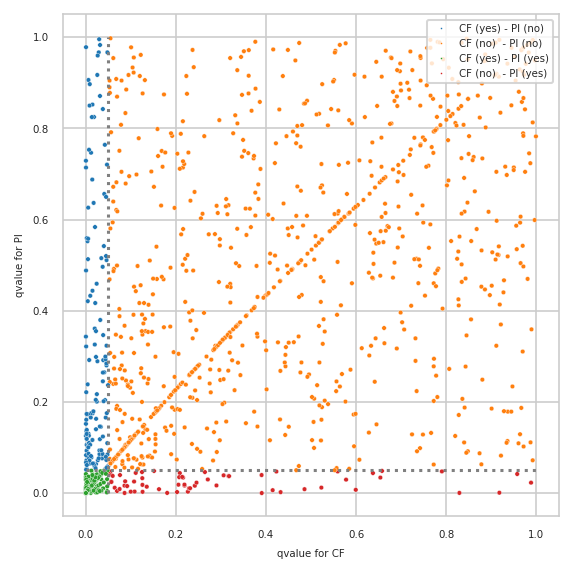 1.0
0.8
0.6
0.4
0.2
0.0
qvalue for PI
CF (yes) - PI (no)
CF (no)  - PI (no)
CF (yes) - PI (yes)
CF (no)  - PI (yes)
0.0 0.2 0.4 0.6 0.8 1.0
qvalue for CF